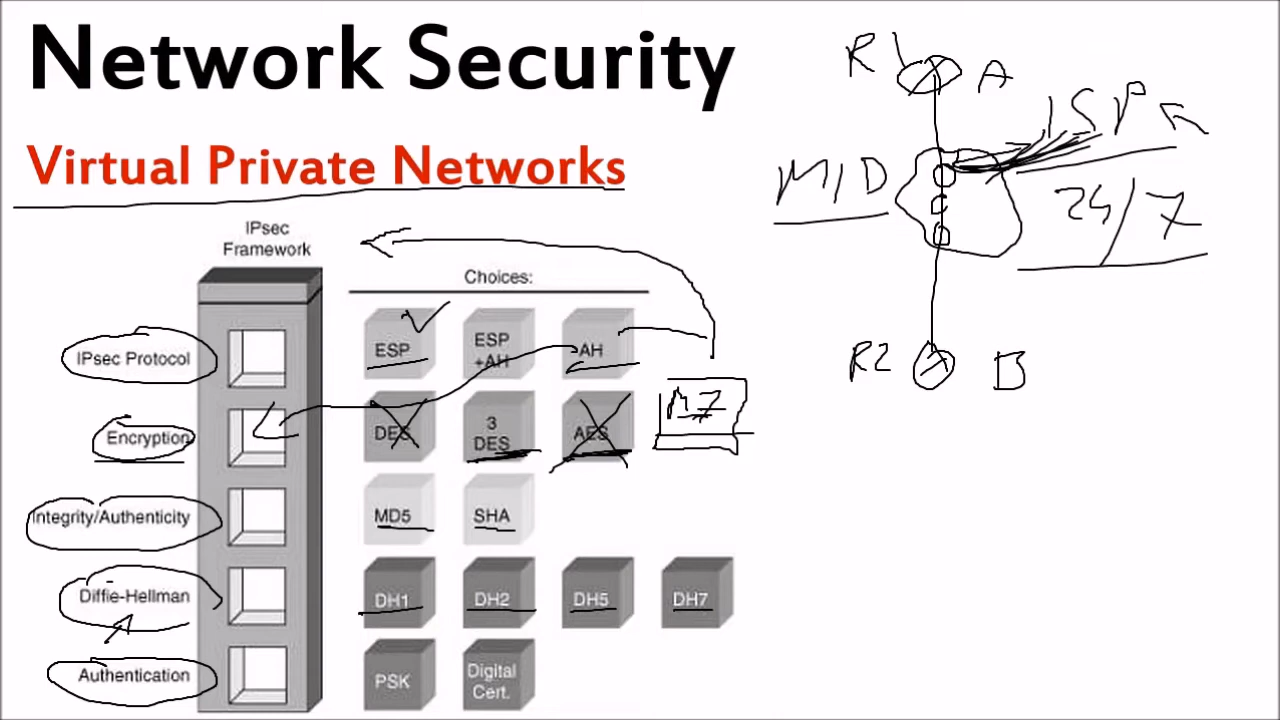 Network Security
Virtual Private Networks
IPsec
Framework
Choices:
IPsec Protocol
ESP
ESP
+AH
AH
Encryption
DES
3
DES
AES
Integrity/Authenticity
MD5
SHA
Diffie-Hellman
DH1
DH2
DH5
DH7
Authentication
PSK
Digital
Cert.
R1
A
ISP
M/D
24/7
R2
B